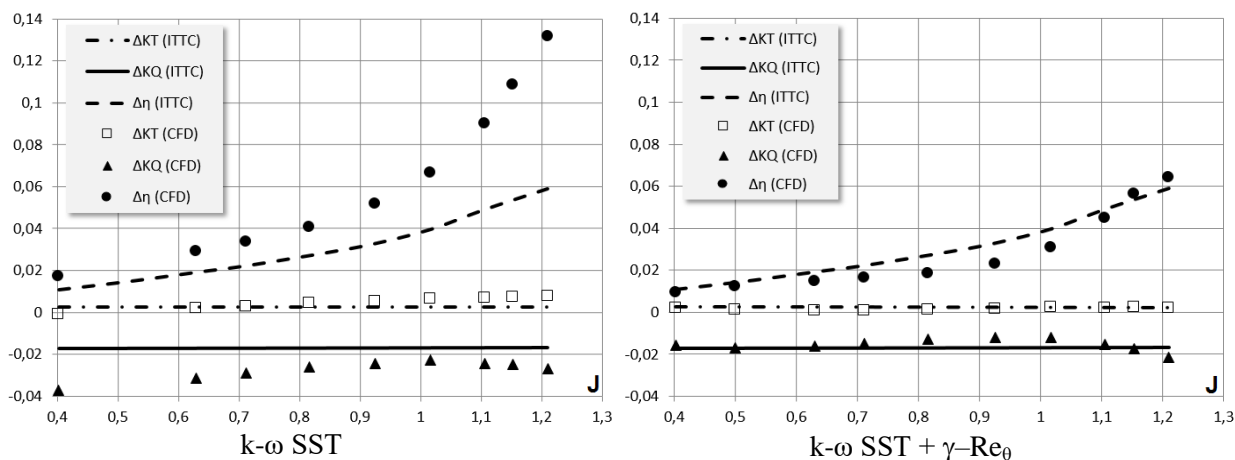 0,14
0,12
0,1
0,08
0,06
0,04
0,02
0
-0,02
-0,04
ΔKT (ITTC)
ΔKQ (ITTC)
Δη (ITTC)
ΔKT (CFD)
ΔKQ (CFD)
Δη (CFD)
J
0,4 0,5 0,6 0,7 0,8 0,9 1 1,1 1,2 1,3
k-ω SST
0,14
0,12
0,1
0,08
0,06
0,04
0,02
0
-0,02
-0,04
ΔKT (ITTC)
ΔKQ (ITTC)
Δη (ITTC)
ΔKT (CFD)
ΔKQ (CFD)
Δη (CFD)
J
0,4 0,5 0,6 0,7 0,8 0,9 1 1,1 1,2 1,3
k-ω SST + γ–Reθ